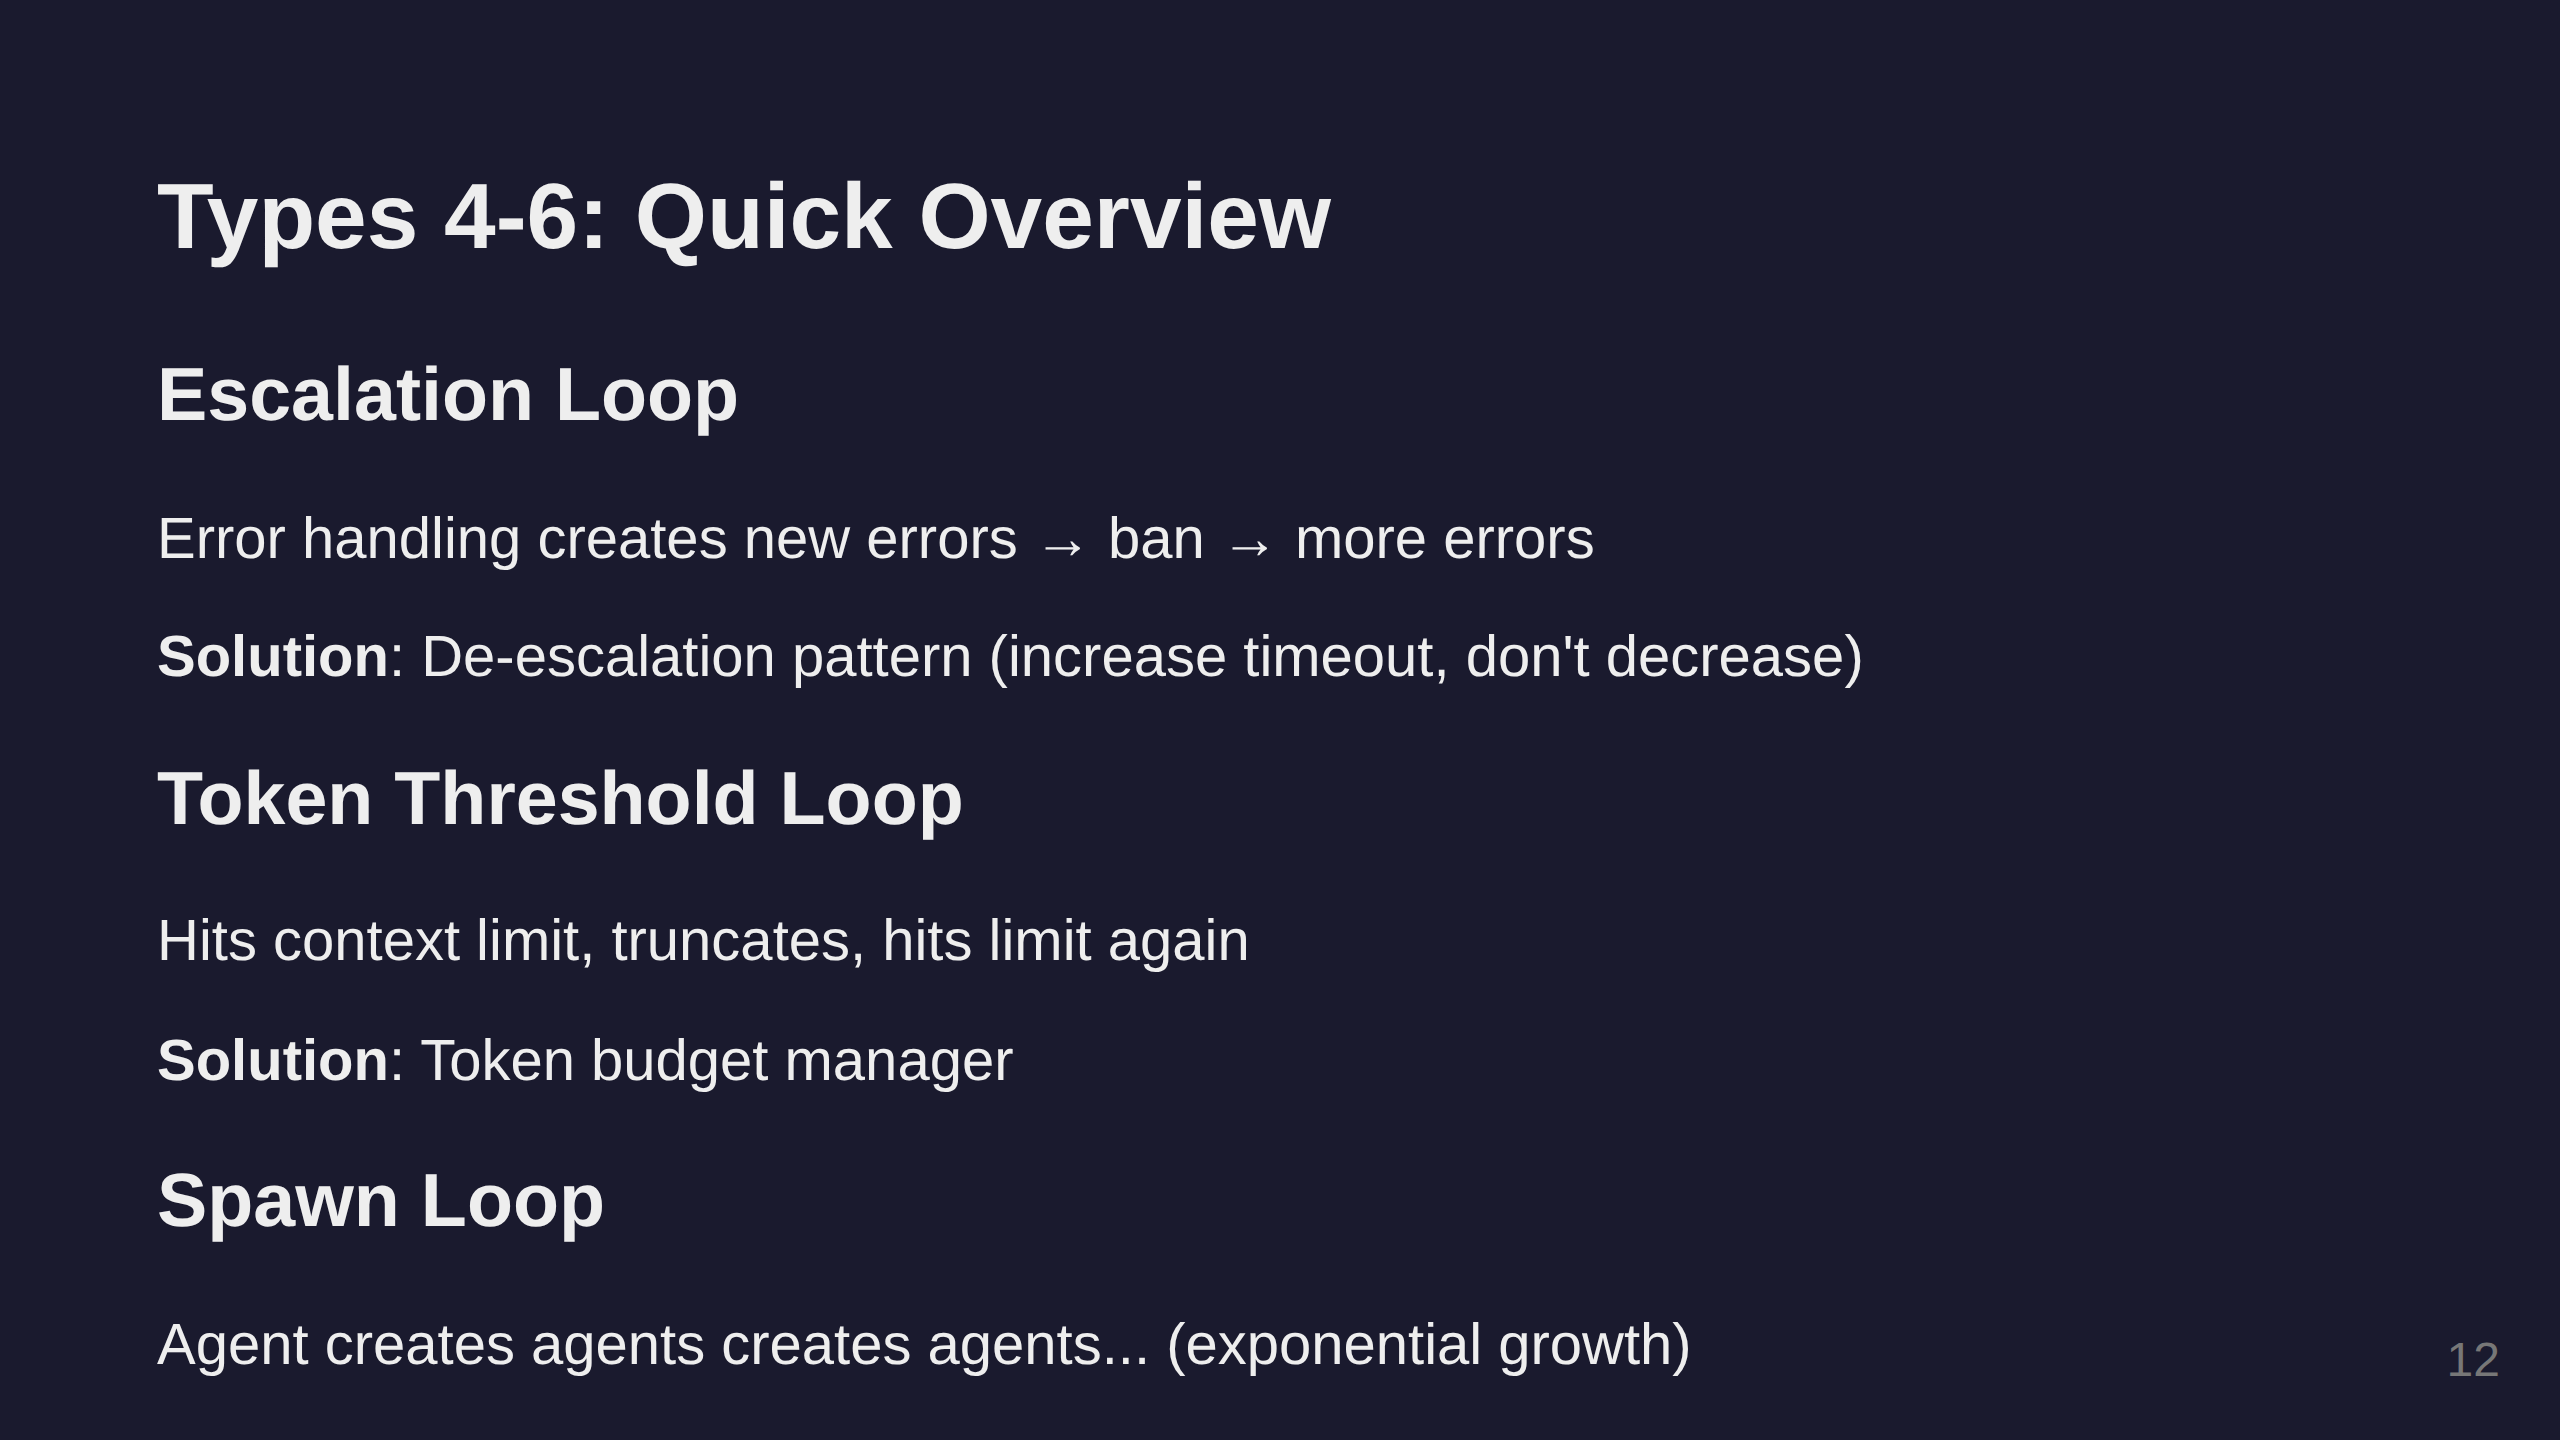 Types 4-6: Quick Overview
Escalation Loop
Error handling creates new errors → ban → more errors
Solution: De-escalation pattern (increase timeout, don't decrease)
Token Threshold Loop
Hits context limit, truncates, hits limit again
Solution: Token budget manager
Spawn Loop
Agent creates agents creates agents... (exponential growth)
12